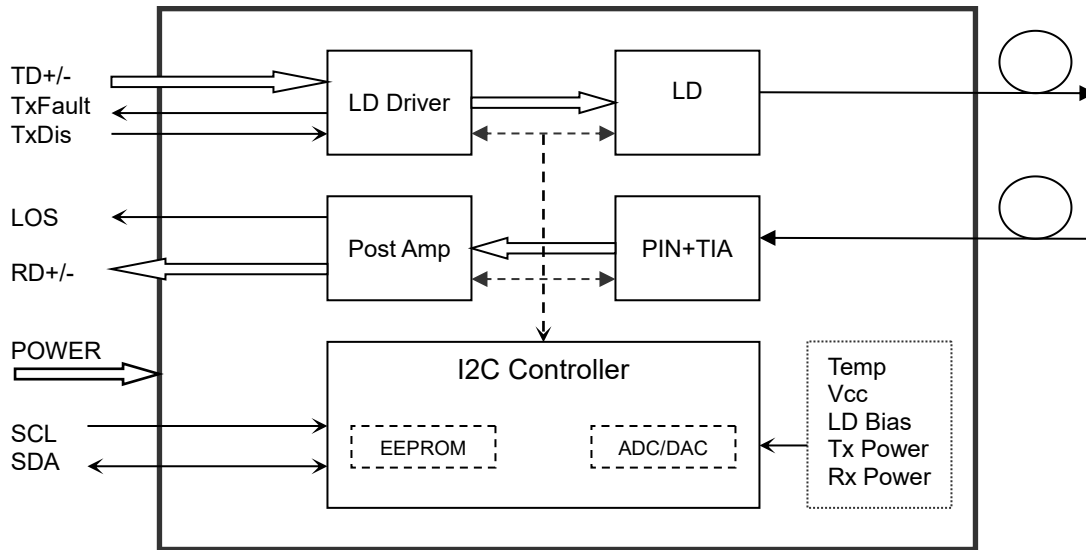 TD+/-
TxFault
TxDis
LD Driver
LD
LOS
RD+/-
Post Amp
PIN+TIA
POWER
SCL
SDA
I2C Controller
EEPROM
ADC/DAC
Temp
Vcc
LD Bias
Tx Power
Rx Power